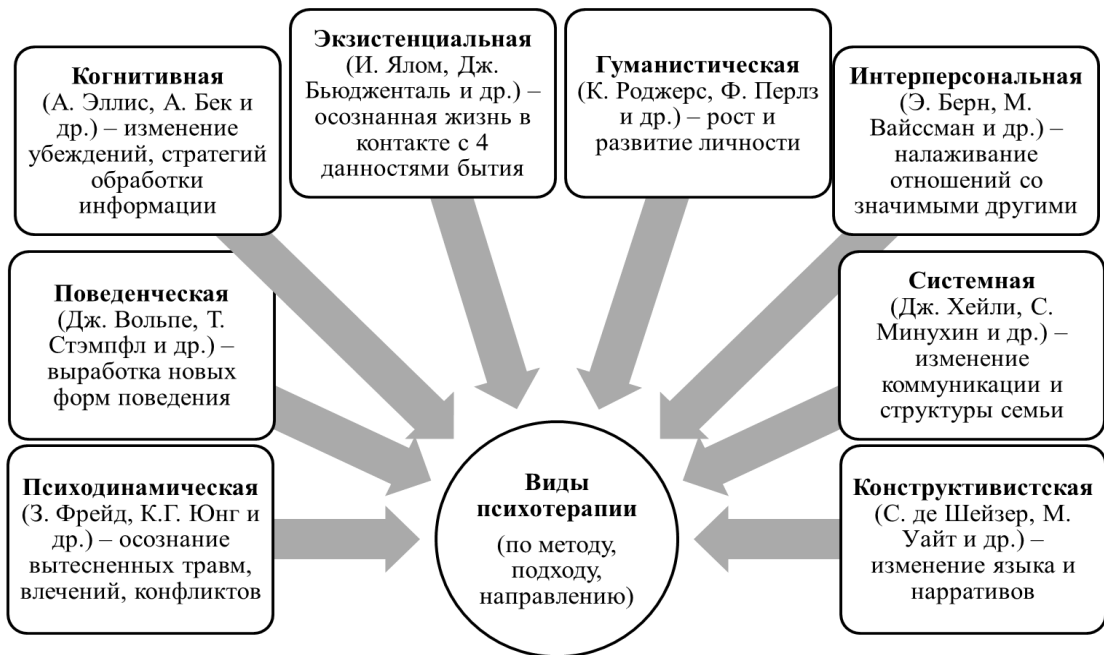 Когнитивная
(А. Эллис, А. Бек и
др.) – изменение
убеждений, стратегий
обработки
информации
Экзистенциальная
(И. Ялом, Дж.
Бьюдженталь и др.) –
осознанная жизнь в
контакте с 4
данностями бытия
Гуманистическая
(К. Роджерс, Ф. Перлз
и др.) – рост и
развитие личности
Интерперсональная
(Э. Берн, М.
Вайссман и др.) –
налаживание
отношений со
значимыми другими
Поведенческая
(Дж. Вольпе, Т.
Стэмпфл и др.) –
выработка новых
форм поведения
Системная
(Дж. Хейли, С.
Минухин и др.) –
изменение
коммуникации и
структуры семьи
Психодинамическая
(З. Фрейд, К.Г. Юнг и
др.) – осознание
вытесненных травм,
влечений, конфликтов
Виды
психотерапии
(по методу,
подходу,
направлению)
Конструктивистская
(С. де Шейзер, М.
Уайт и др.) –
изменение языка и
нарративов